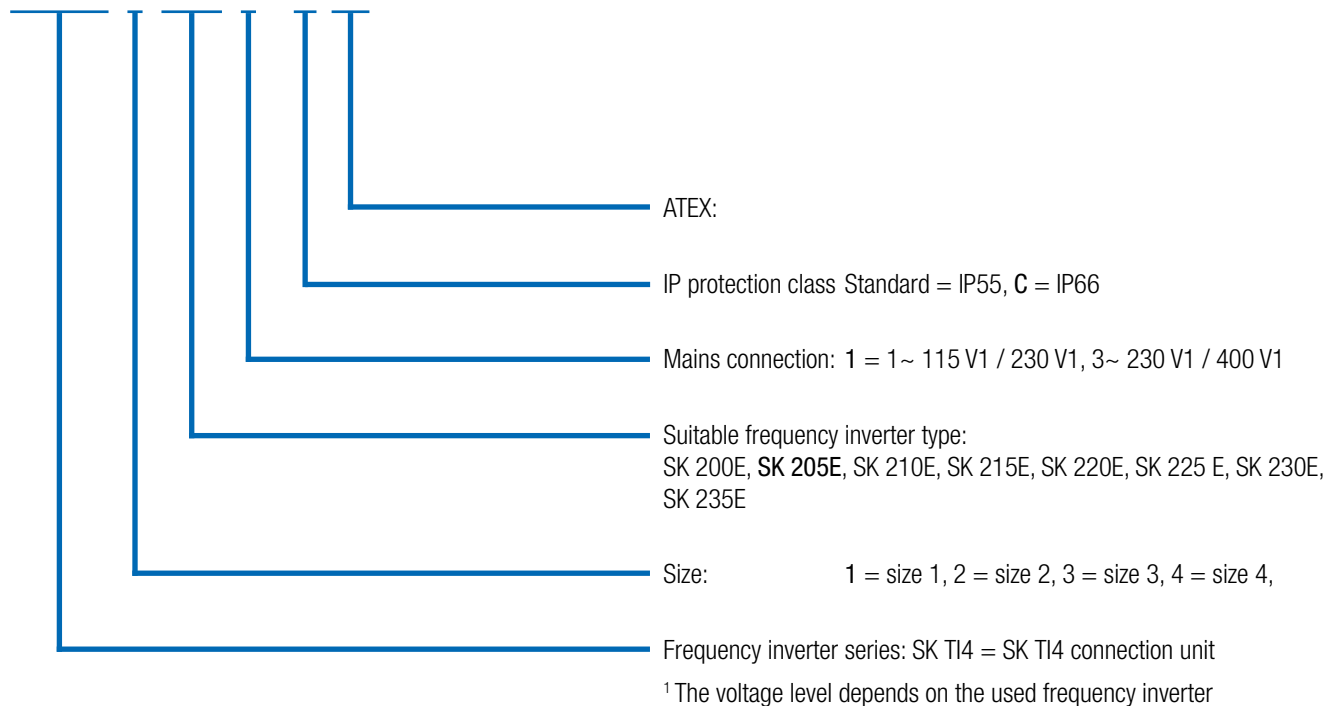 ATEX:
IP protection class Standard = IP55, C = IP66
Mains connection: 1 = 1~ 115 V1 / 230 V1, 3~ 230 V1 / 400 V1
Suitable frequency inverter type:
SK 200E, SK 205E, SK 210E, SK 215E, SK 220E, SK 225 E, SK 230E,
SK 235E
Size: 1 = size 1, 2 = size 2, 3 = size 3, 4 = size 4,
Frequency inverter series: SK TI4 = SK TI4 connection unit
1 The voltage level depends on the used frequency inverter